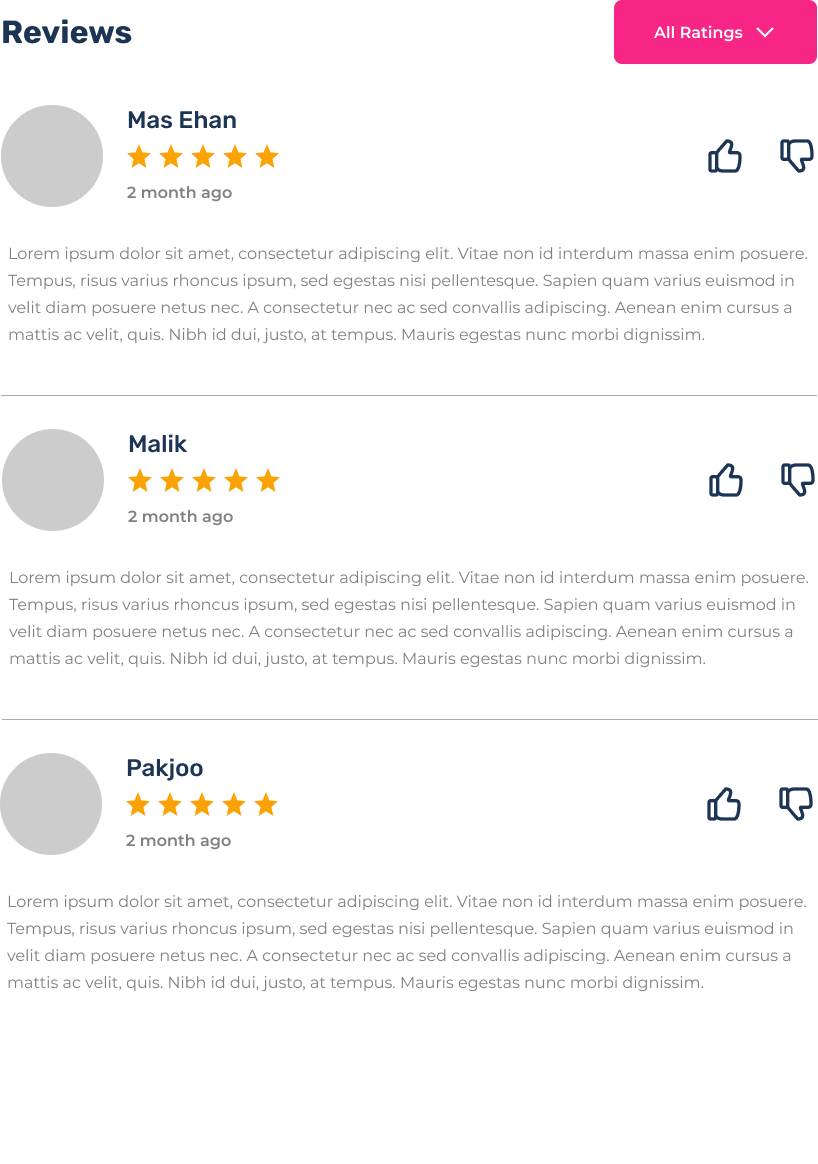 Reviews
All Ratings
Mas Ehan
2 month ago
Lorem ipsum dolor sit amet, consectetur adipiscing elit. Vitae non id interdum massa enim posuere.
Tempus, risus varius rhoncus ipsum, sed egestas nisi pellentesque. Sapien quam varius euismod in
velit diam posuere netus nec. A consectetur nec ac sed convallis adipiscing. Aenean enim cursus a
mattis ac velit, quis. Nibh id dui, justo, at tempus. Mauris egestas nunc morbi dignissim.
Malik
2 month ago
Lorem ipsum dolor sit amet, consectetur adipiscing elit. Vitae non id interdum massa enim posuere.
Tempus, risus varius rhoncus ipsum, sed egestas nisi pellentesque. Sapien quam varius euismod in
velit diam posuere netus nec. A consectetur nec ac sed convallis adipiscing. Aenean enim cursus a
mattis ac velit, quis. Nibh id dui, justo, at tempus. Mauris egestas nunc morbi dignissim.
Pakjoo
2 month ago
Lorem ipsum dolor sit amet, consectetur adipiscing elit. Vitae non id interdum massa enim posuere.
Tempus, risus varius rhoncus ipsum, sed egestas nisi pellentesque. Sapien quam varius euismod in
velit diam posuere netus nec. A consectetur nec ac sed convallis adipiscing. Aenean enim cursus a
mattis ac velit, quis. Nibh id dui, justo, at tempus. Mauris egestas nunc morbi dignissim.